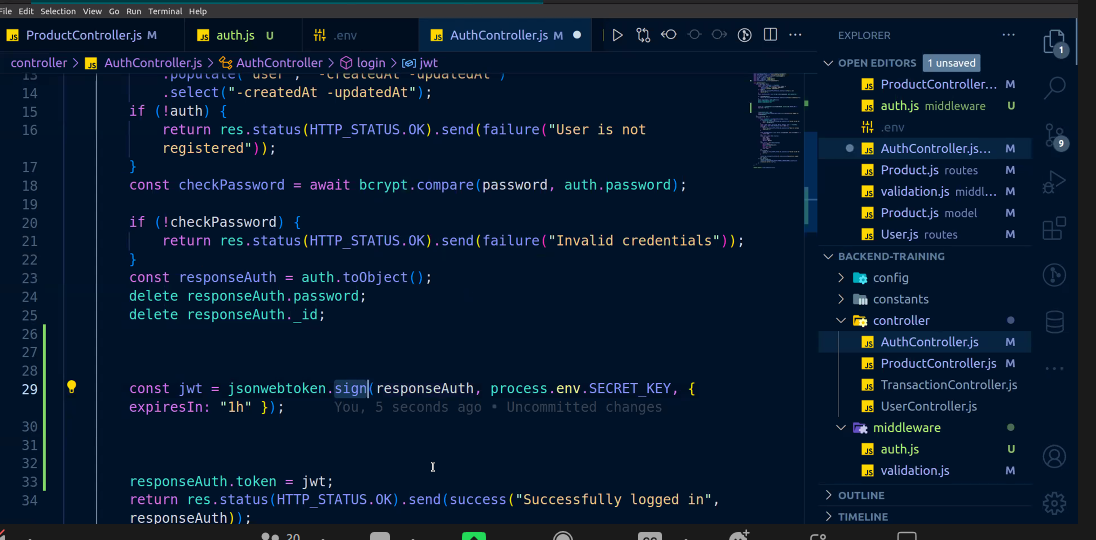 File Edit Selection View Go Run Terminal Help
ProductController.js M
auth.js U
.env
AuthController.js M
controller > AuthController.js > AuthController > login > jwt
13 .populate("user", "-createdAt -updatedAt")
14 .select("-createdAt -updatedAt");
15 if (!auth) {
16 return res.status(HTTP_STATUS.OK).send(failure("User is not
registered"));
17 }
18 const checkPassword = await bcrypt.compare(password, auth.password);
19
20 if (!checkPassword) {
21 return res.status(HTTP_STATUS.OK).send(failure("Invalid credentials"));
22 }
23 const responseAuth = auth.toObject();
24 delete responseAuth.password;
25 delete responseAuth._id;
26
27
28
29 const jwt = jsonwebtoken.sign(responseAuth, process.env.SECRET_KEY, {
expiresIn: "1h" }); You, 5 seconds ago • Uncommitted changes
30
31
32
33 responseAuth.token = jwt;
34 return res.status(HTTP_STATUS.OK).send(success("Successfully logged in",
responseAuth));
EXPLORER
OPEN EDITORS 1 unsaved
ProductController... M
auth.js middleware U
.env
AuthController.js... M
Product.js routes M
validation.js middl... M
Product.js model M
User.js routes M
BACKEND-TRAINING
config
constants
controller
AuthController.js M
ProductController.js M
TransactionController.js
UserController.js
middleware
auth.js U
validation.js M
OUTLINE
TIMELINE
1
9
20